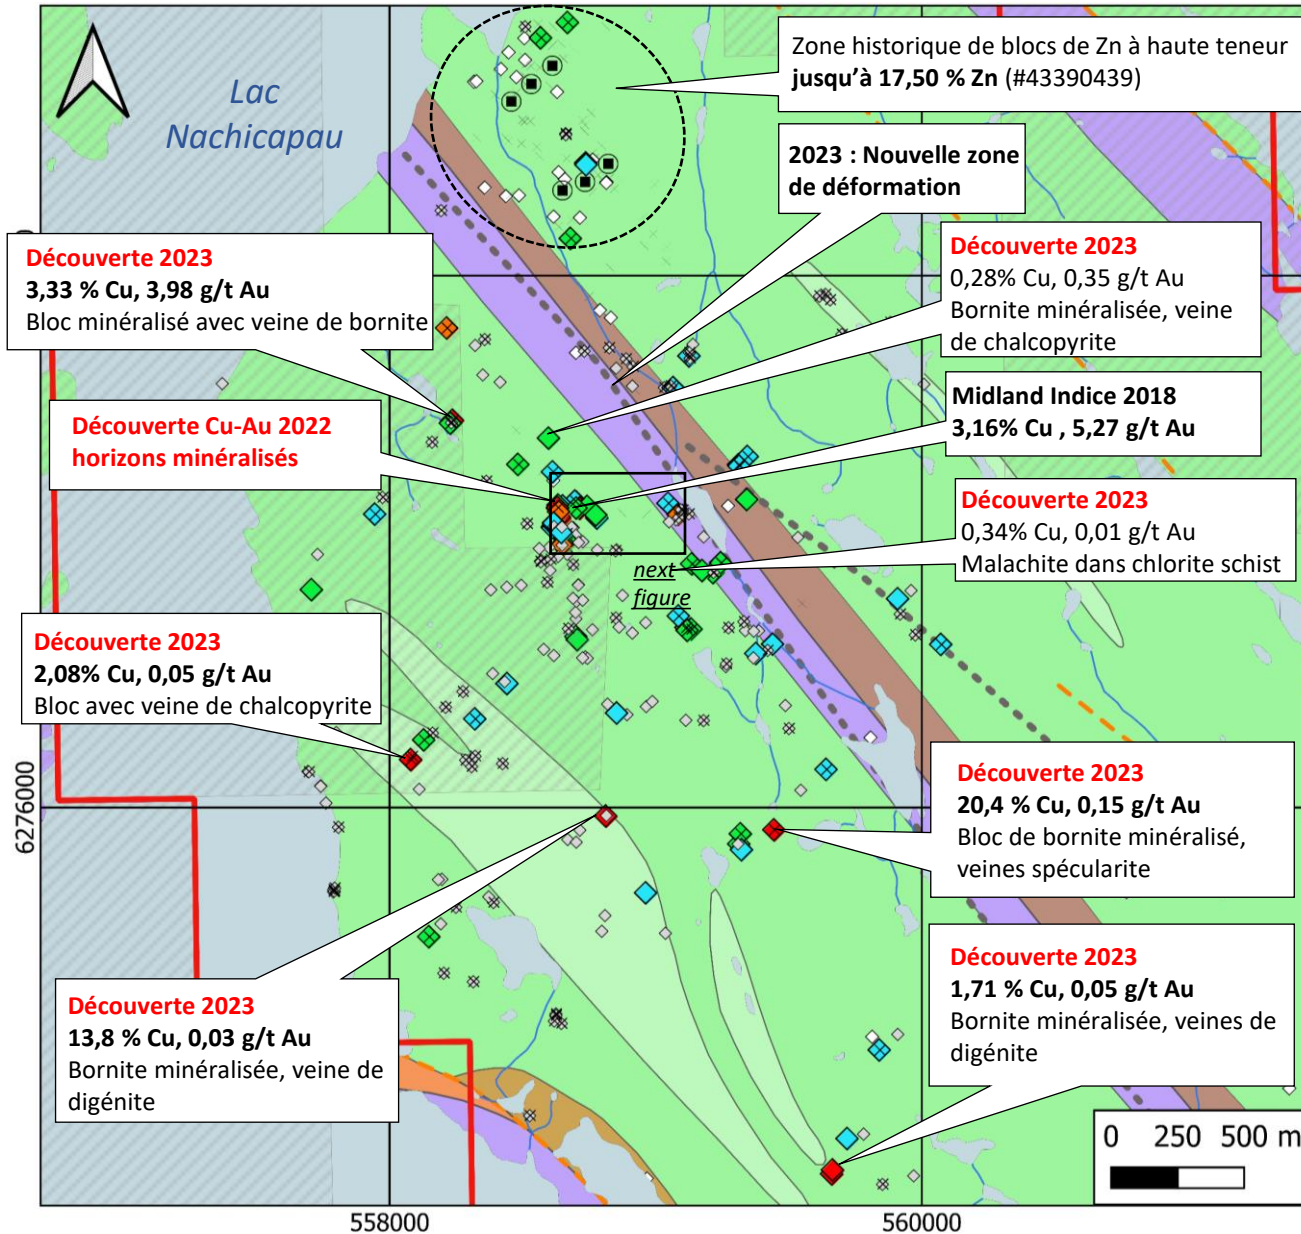 Lac
Nachicapau
Zone historique de blocs de Zn à haute teneur
jusqu'à 17,50 % Zn (#43390439)
2023 : Nouvelle zone
de déformation
Découverte 2023
3,33 % Cu, 3,98 g/t Au
Bloc minéralisé avec veine de bornite
Découverte 2023
0,28% Cu, 0,35 g/t Au
Bornite minéralisée, veine
de chalcopyrite
Découverte Cu-Au 2022
horizons minéralisés
Midland Indice 2018
3,16% Cu , 5,27 g/t Au
Découverte 2023
0,34% Cu, 0,01 g/t Au
Malachite dans chlorite schist
next
figure
Découverte 2023
2,08% Cu, 0,05 g/t Au
Bloc avec veine de chalcopyrite
Découverte 2023
20,4 % Cu, 0,15 g/t Au
Bloc de bornite minéralisé,
veines spécularite
6276000
Découverte 2023
13,8 % Cu, 0,03 g/t Au
Bornite minéralisée, veine de
digénite
Découverte 2023
1,71 % Cu, 0,05 g/t Au
Bornite minéralisée, veines de
digénite
0 250 500 m
558000 560000